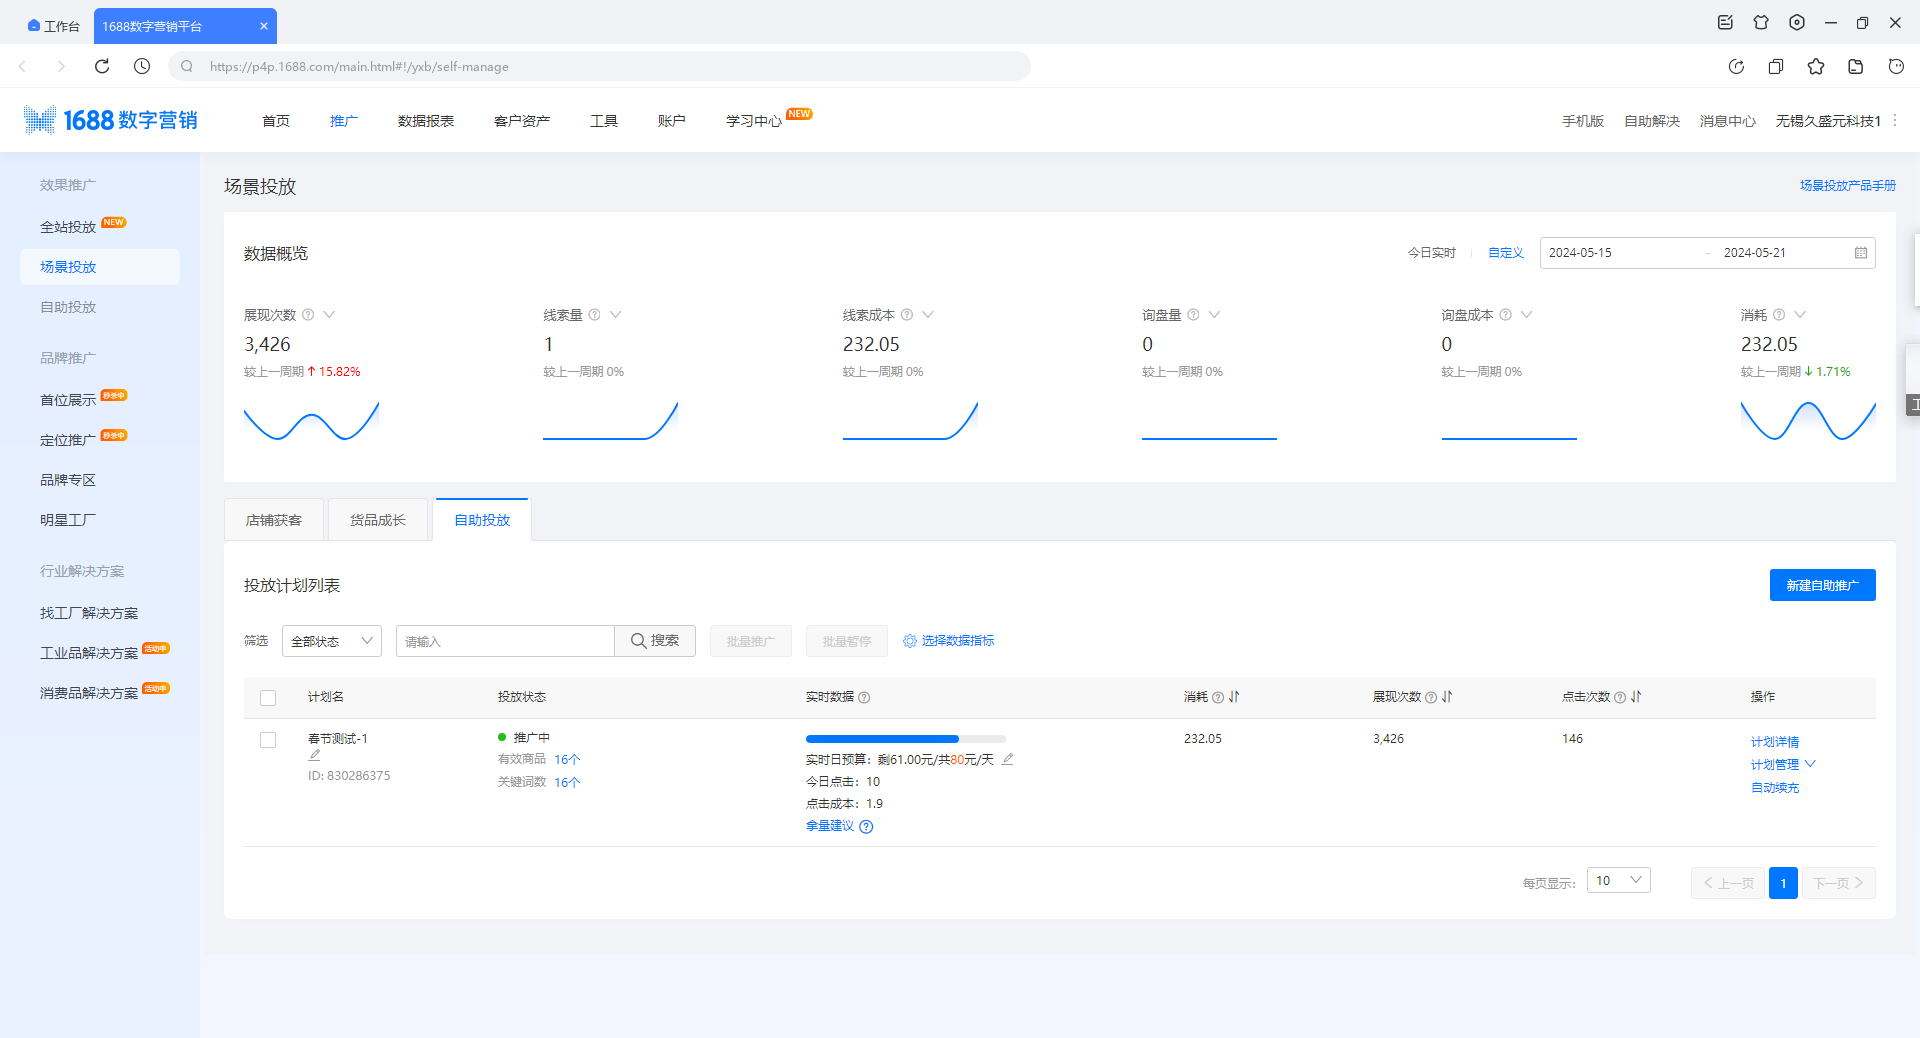 工作台
1688数字营销平台
https://p4p.1688.com/main.html#!/yxb/self-manage
1688 数字营销
首页
推广
数据报表
客户资产
工具
账户
学习中心
NEW
手机版
自助解决
消息中心
无锡久盛元科技1
效果推广
全站投放
NEW
场景投放
自助投放
品牌推广
首位展示
秒杀中
定位推广
秒杀中
品牌专区
明星工厂
行业解决方案
找工厂解决方案
工业品解决方案
活动中
消费品解决方案
活动中
场景投放
场景投放产品手册
数据概览
今日实时
自定义
2024-05-15 - 2024-05-21
展现次数
3,426
较上一周期 ↑ 15.82%
线索量
1
较上一周期 0%
线索成本
232.05
较上一周期 0%
询盘量
0
较上一周期 0%
询盘成本
0
较上一周期 0%
消耗
232.05
较上一周期 ↓ 1.71%
店铺获客
货品成长
自助投放
投放计划列表
新建自助推广
筛选
全部状态
请输入
搜索
批量推广
批量暂停
选择数据指标
计划名
投放状态
实时数据
消耗
展现次数
点击次数
操作
春节测试-1
ID: 830286375
推广中
有效商品 16个
关键词数 16个
实时日预算：剩61.00元/共80元/天
今日点击：10
点击成本：1.9
拿量建议
232.05
3,426
146
计划详情
计划管理
自动续充
每页显示：
10
上一页
1
下一页
工